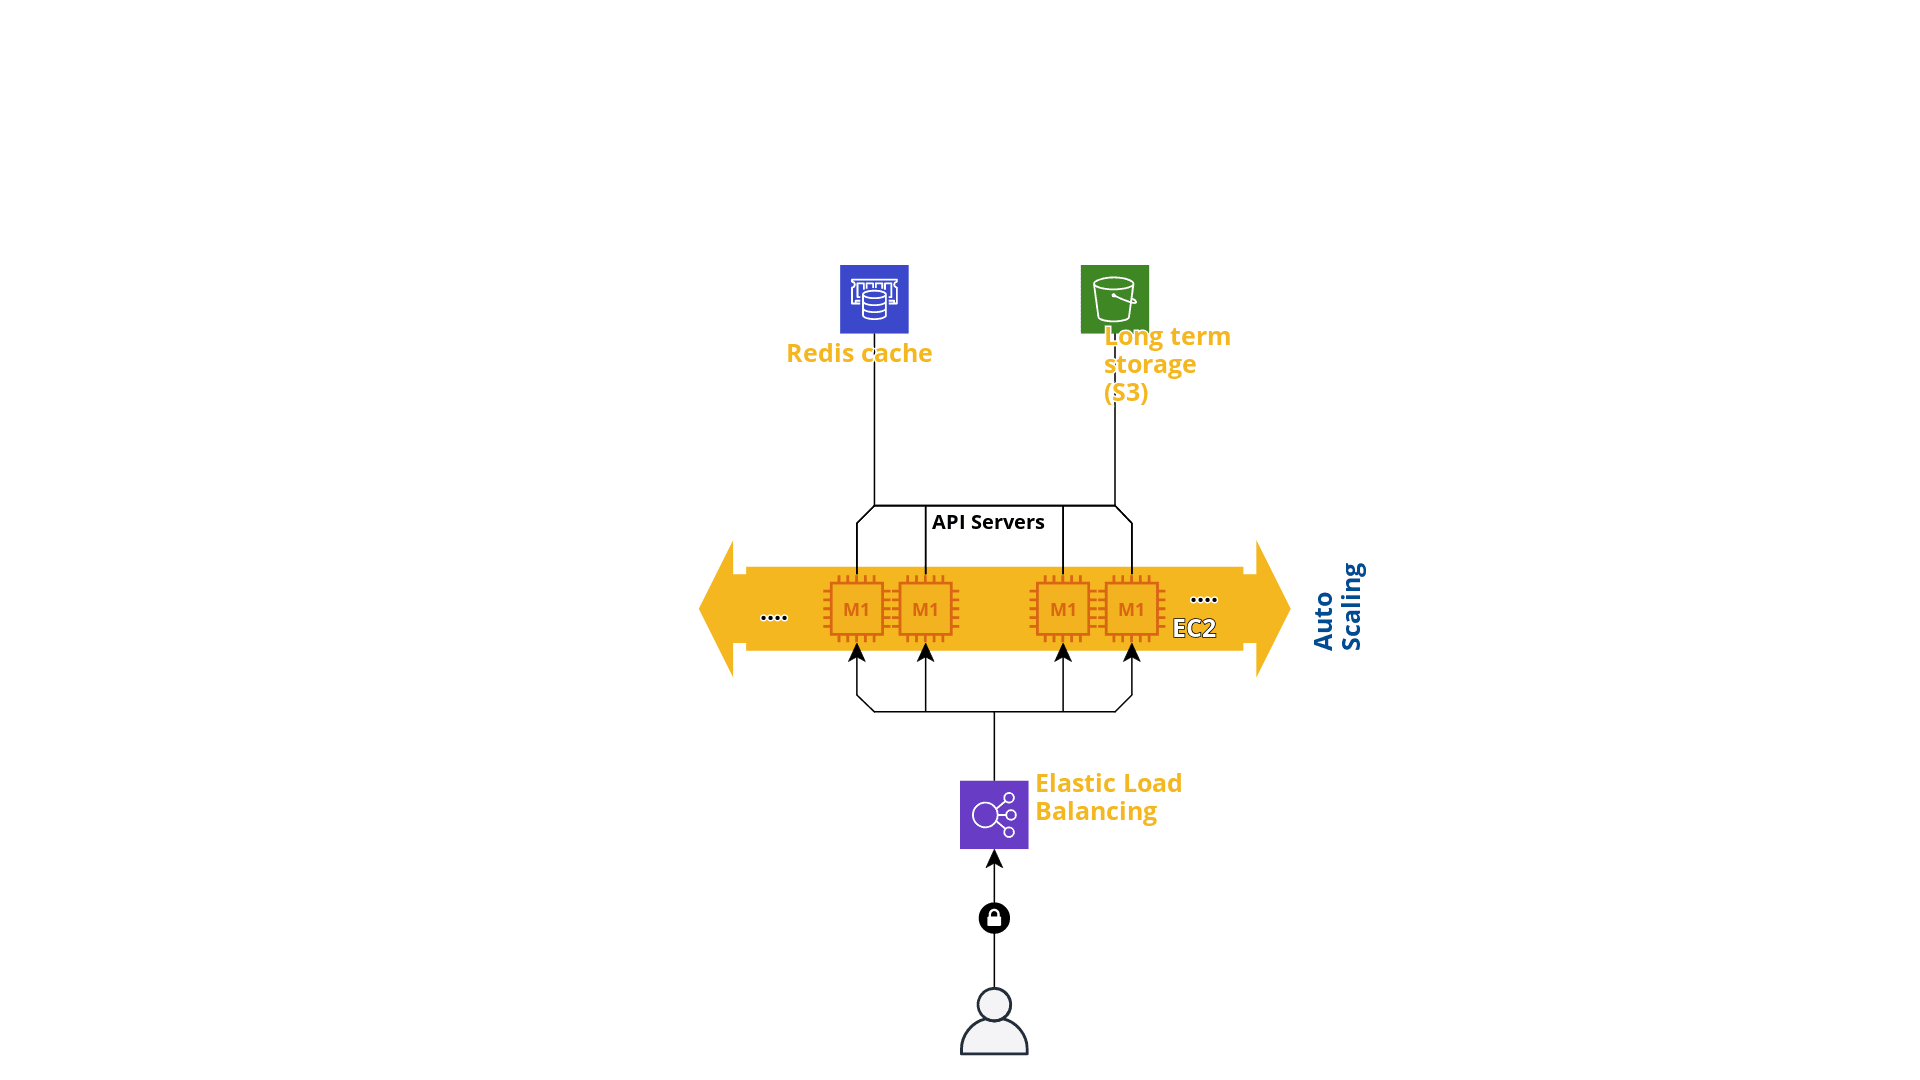 Redis cache
Long term
storage
(S3)
API Servers
M1
M1
M1
M1
....
....
EC2
Auto
Scaling
Elastic Load
Balancing